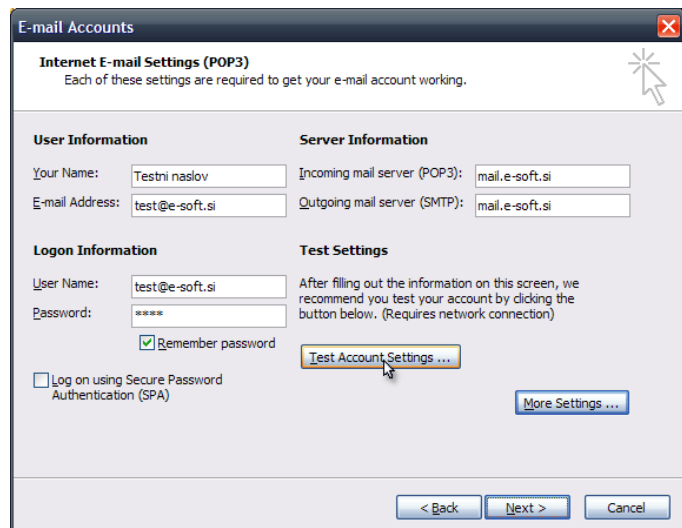 E-mail Accounts
Internet E-mail Settings (POP3)
Each of these settings are required to get your e-mail account working.
User Information
Your Name: Testni naslov
E-mail Address: test@e-soft.si
Server Information
Incoming mail server (POP3): mail.e-soft.si
Outgoing mail server (SMTP): mail.e-soft.si
Logon Information
User Name: test@e-soft.si
Password: ****
Remember password
Log on using Secure Password
Authentication (SPA)
Test Settings
After filling out the information on this screen, we
recommend you test your account by clicking the
button below. (Requires network connection)
Test Account Settings ...
More Settings ...
< Back
Next >
Cancel